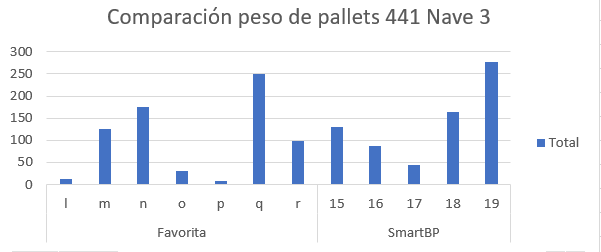 Comparación peso de pallets 441 Nave 3
300
250
200
150
100
50
0
l m n o p q r 15 16 17 18 19
Favorita SmartBP
Total